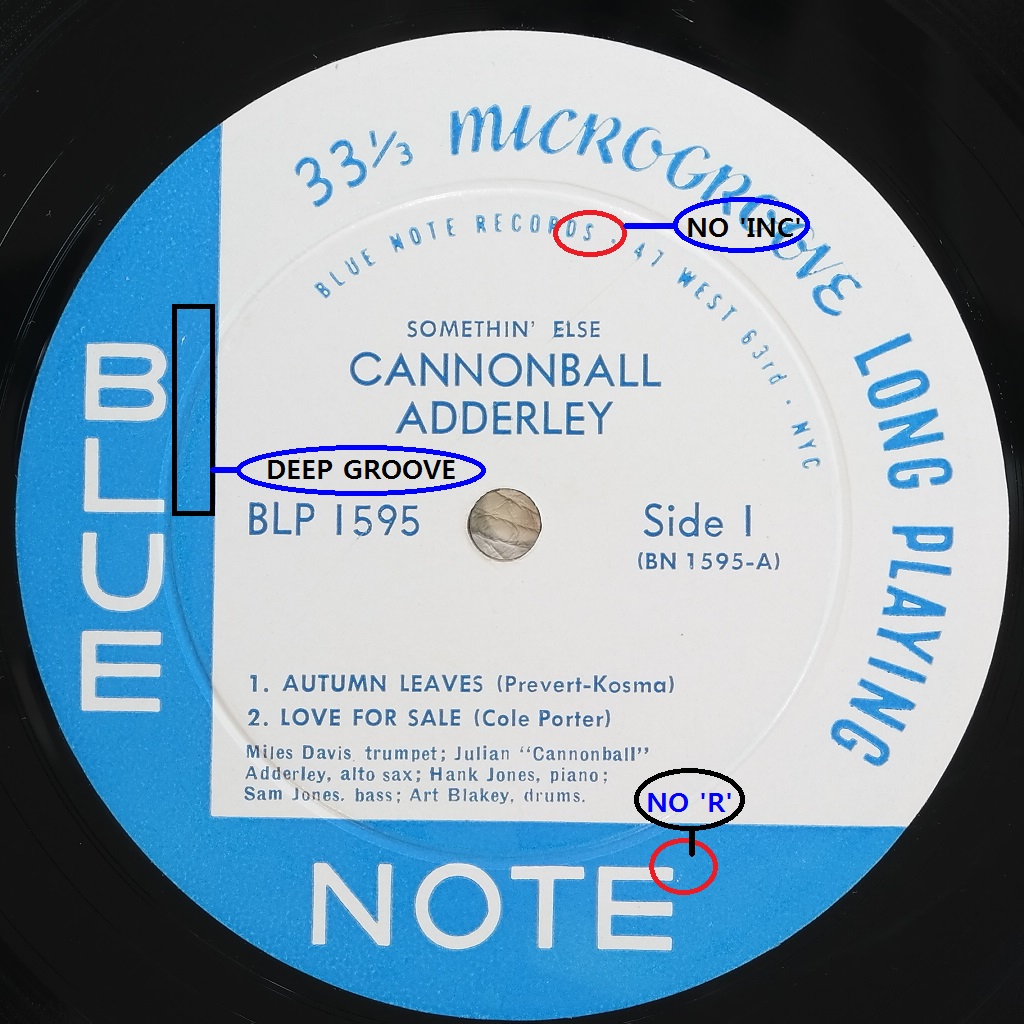 33⅓ MICROGROOVE LONG PLAYING
BLUE NOTE RECORDS · 47 WEST 63rd · NYC
NO 'INC'
SOMETHIN' ELSE
CANNONBALL
ADDERLEY
DEEP GROOVE
BLP 1595
Side 1
(BN 1595-A)
1. AUTUMN LEAVES (Prevert-Kosma)
2. LOVE FOR SALE (Cole Porter)
Miles Davis, trumpet; Julian "Cannonball"
Adderley, alto sax; Hank Jones, piano;
Sam Jones. bass; Art Blakey, drums.
NO 'R'
BLUE
NOTE